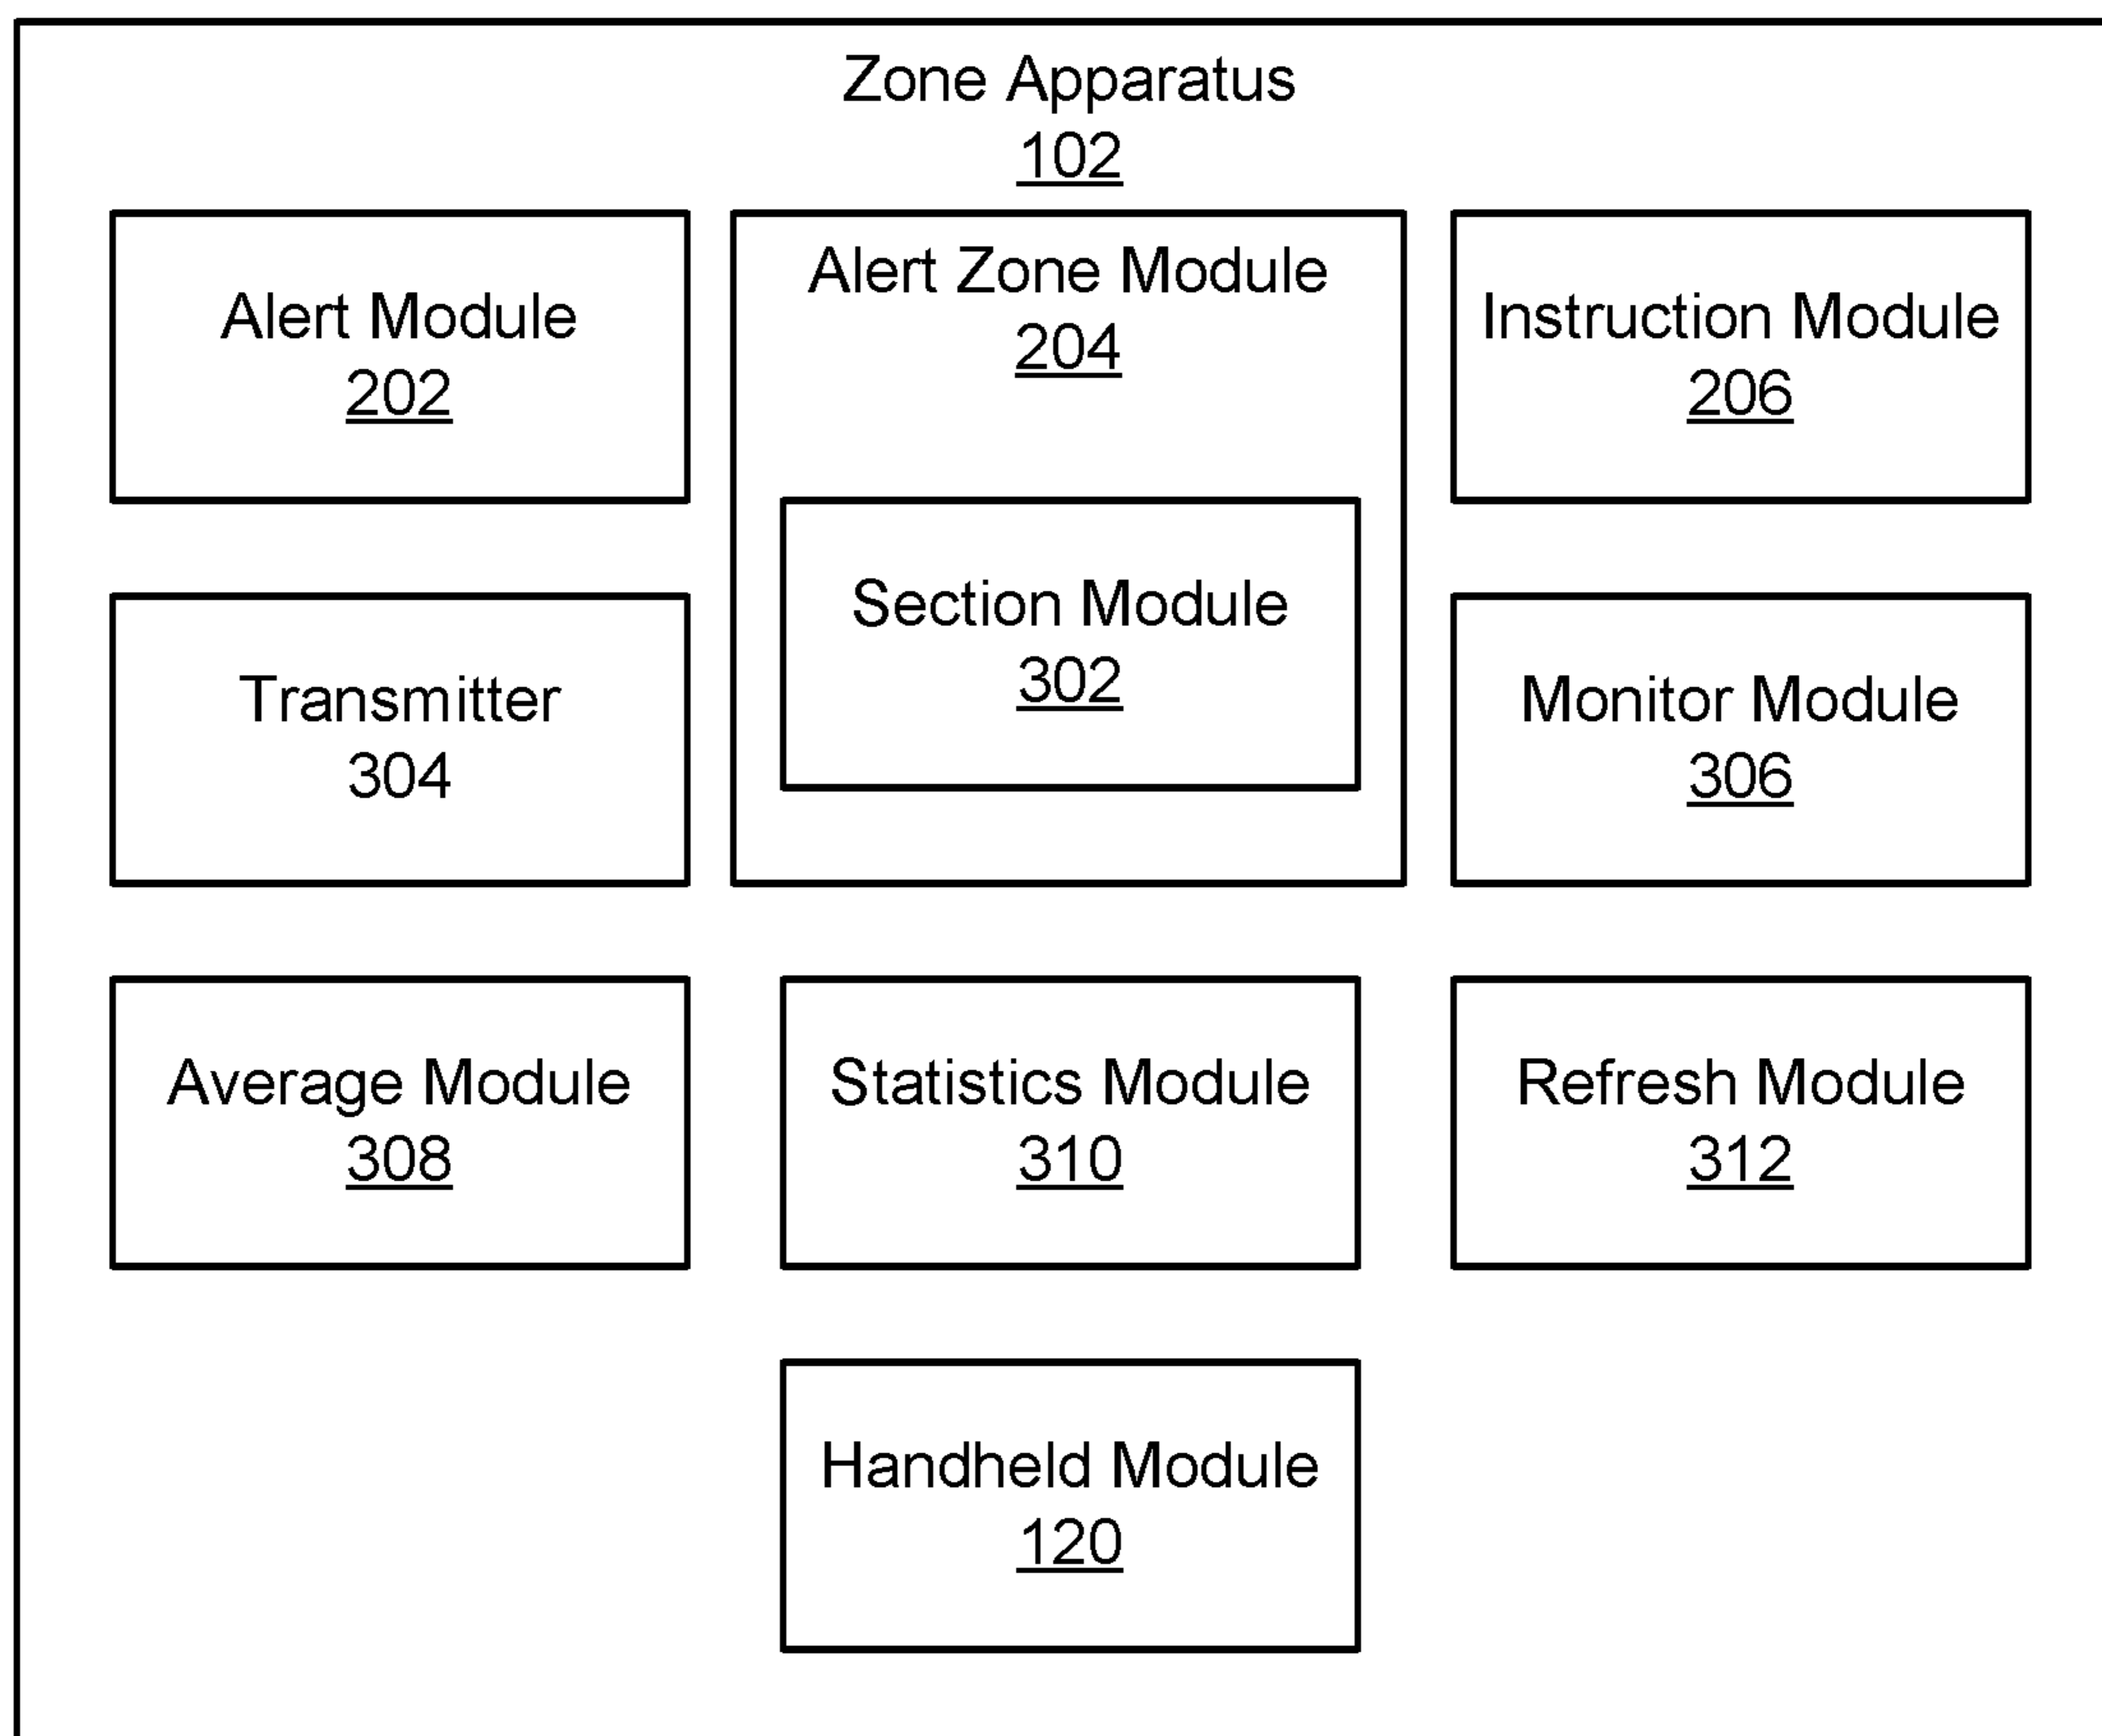 Zone Apparatus
102
Alert Module
202
Alert Zone Module
204
Instruction Module
206
Section Module
302
Transmitter
304
Monitor Module
306
Average Module
308
Statistics Module
310
Refresh Module
312
Handheld Module
120